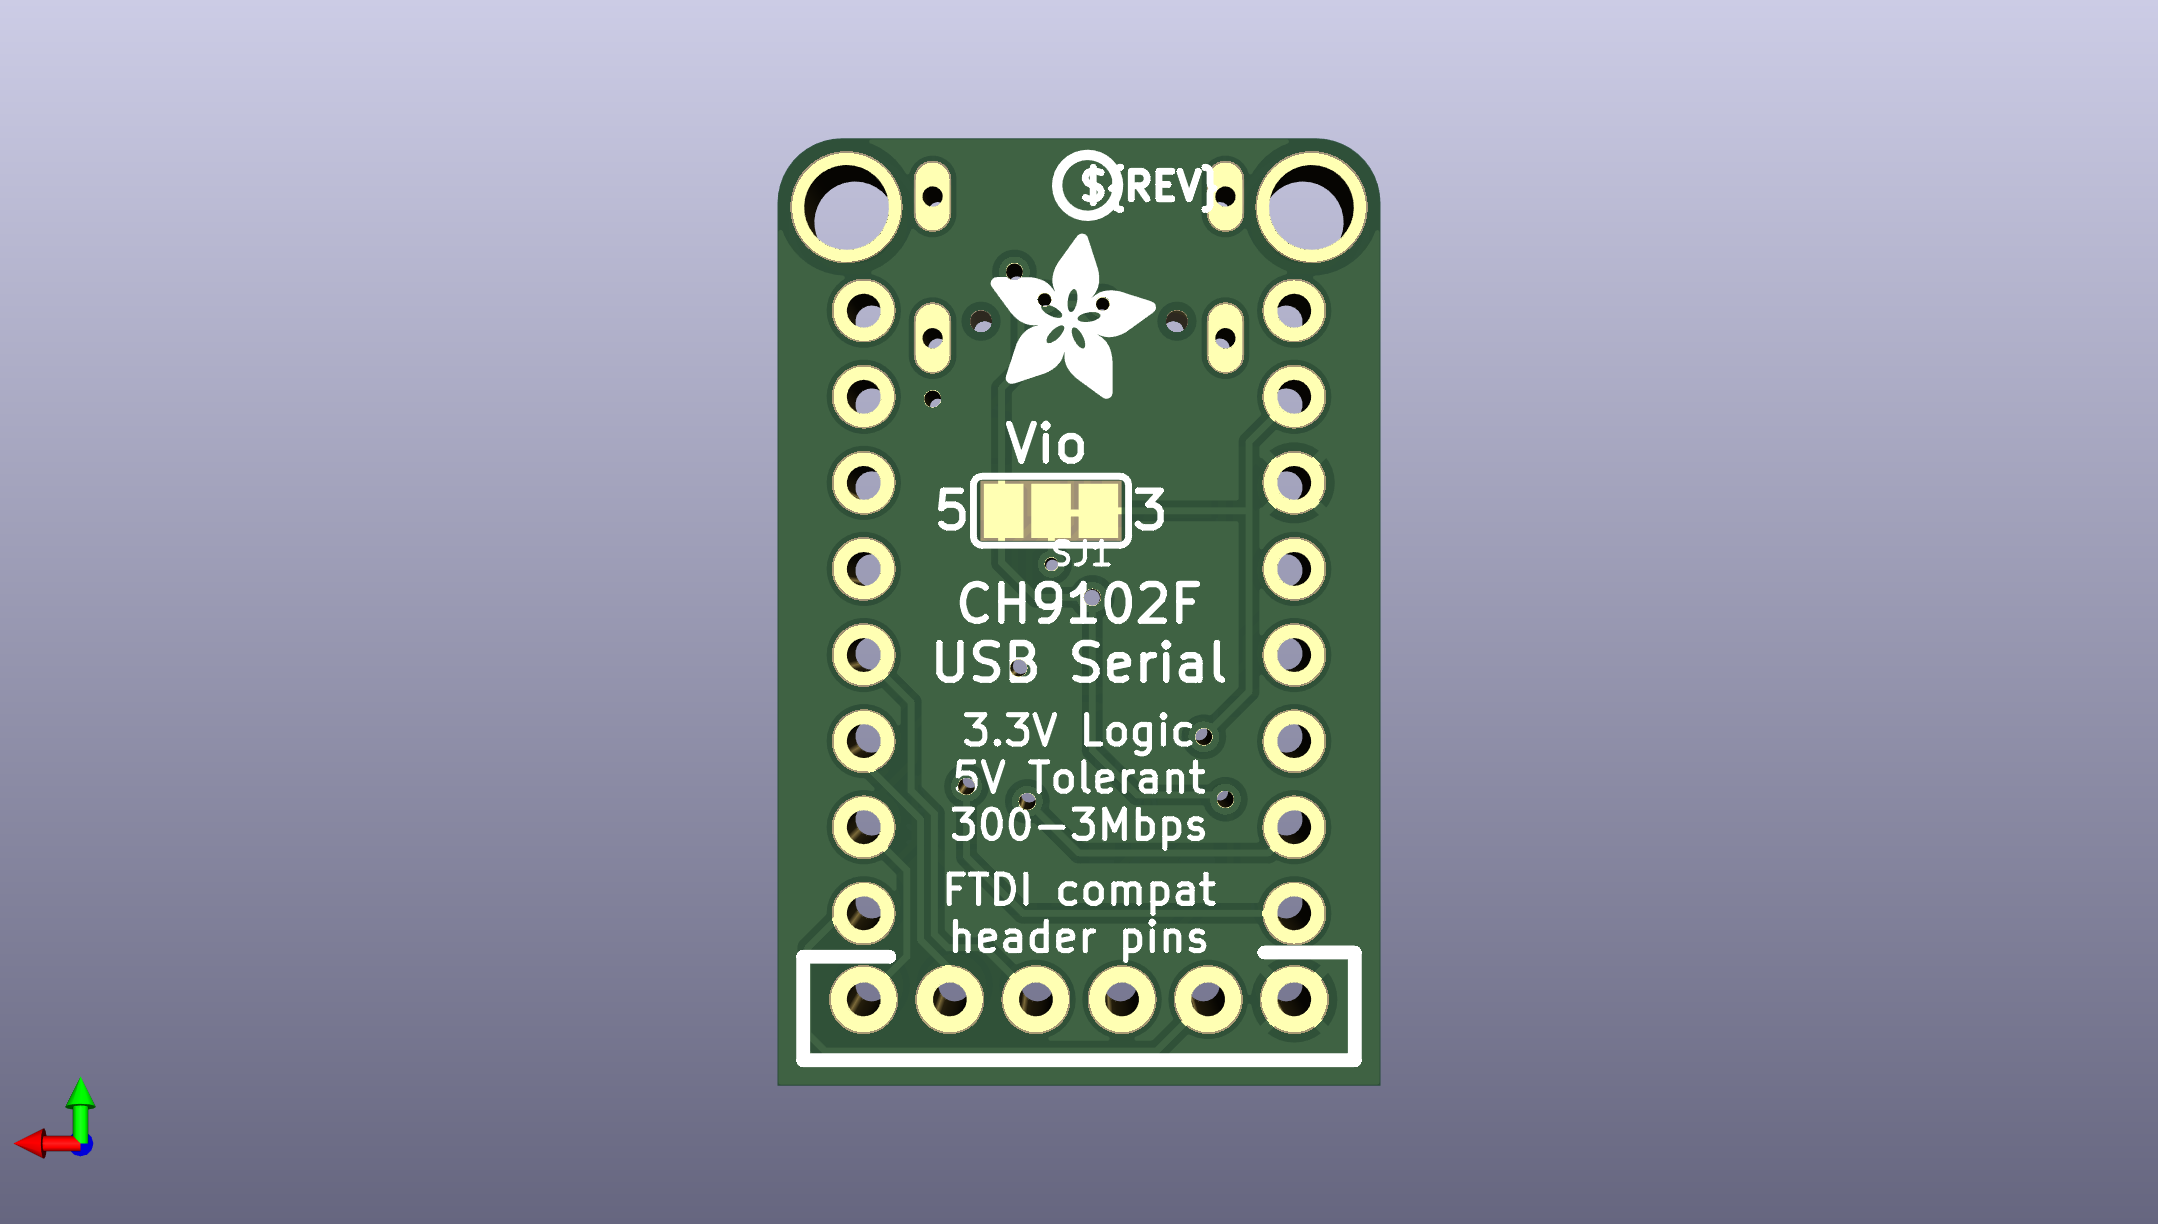 ${REV}
Vio
5 3
SJ1
CH9102F
USB Serial
3.3V Logic
5V Tolerant
300-3Mbps
FTDI compat
header pins